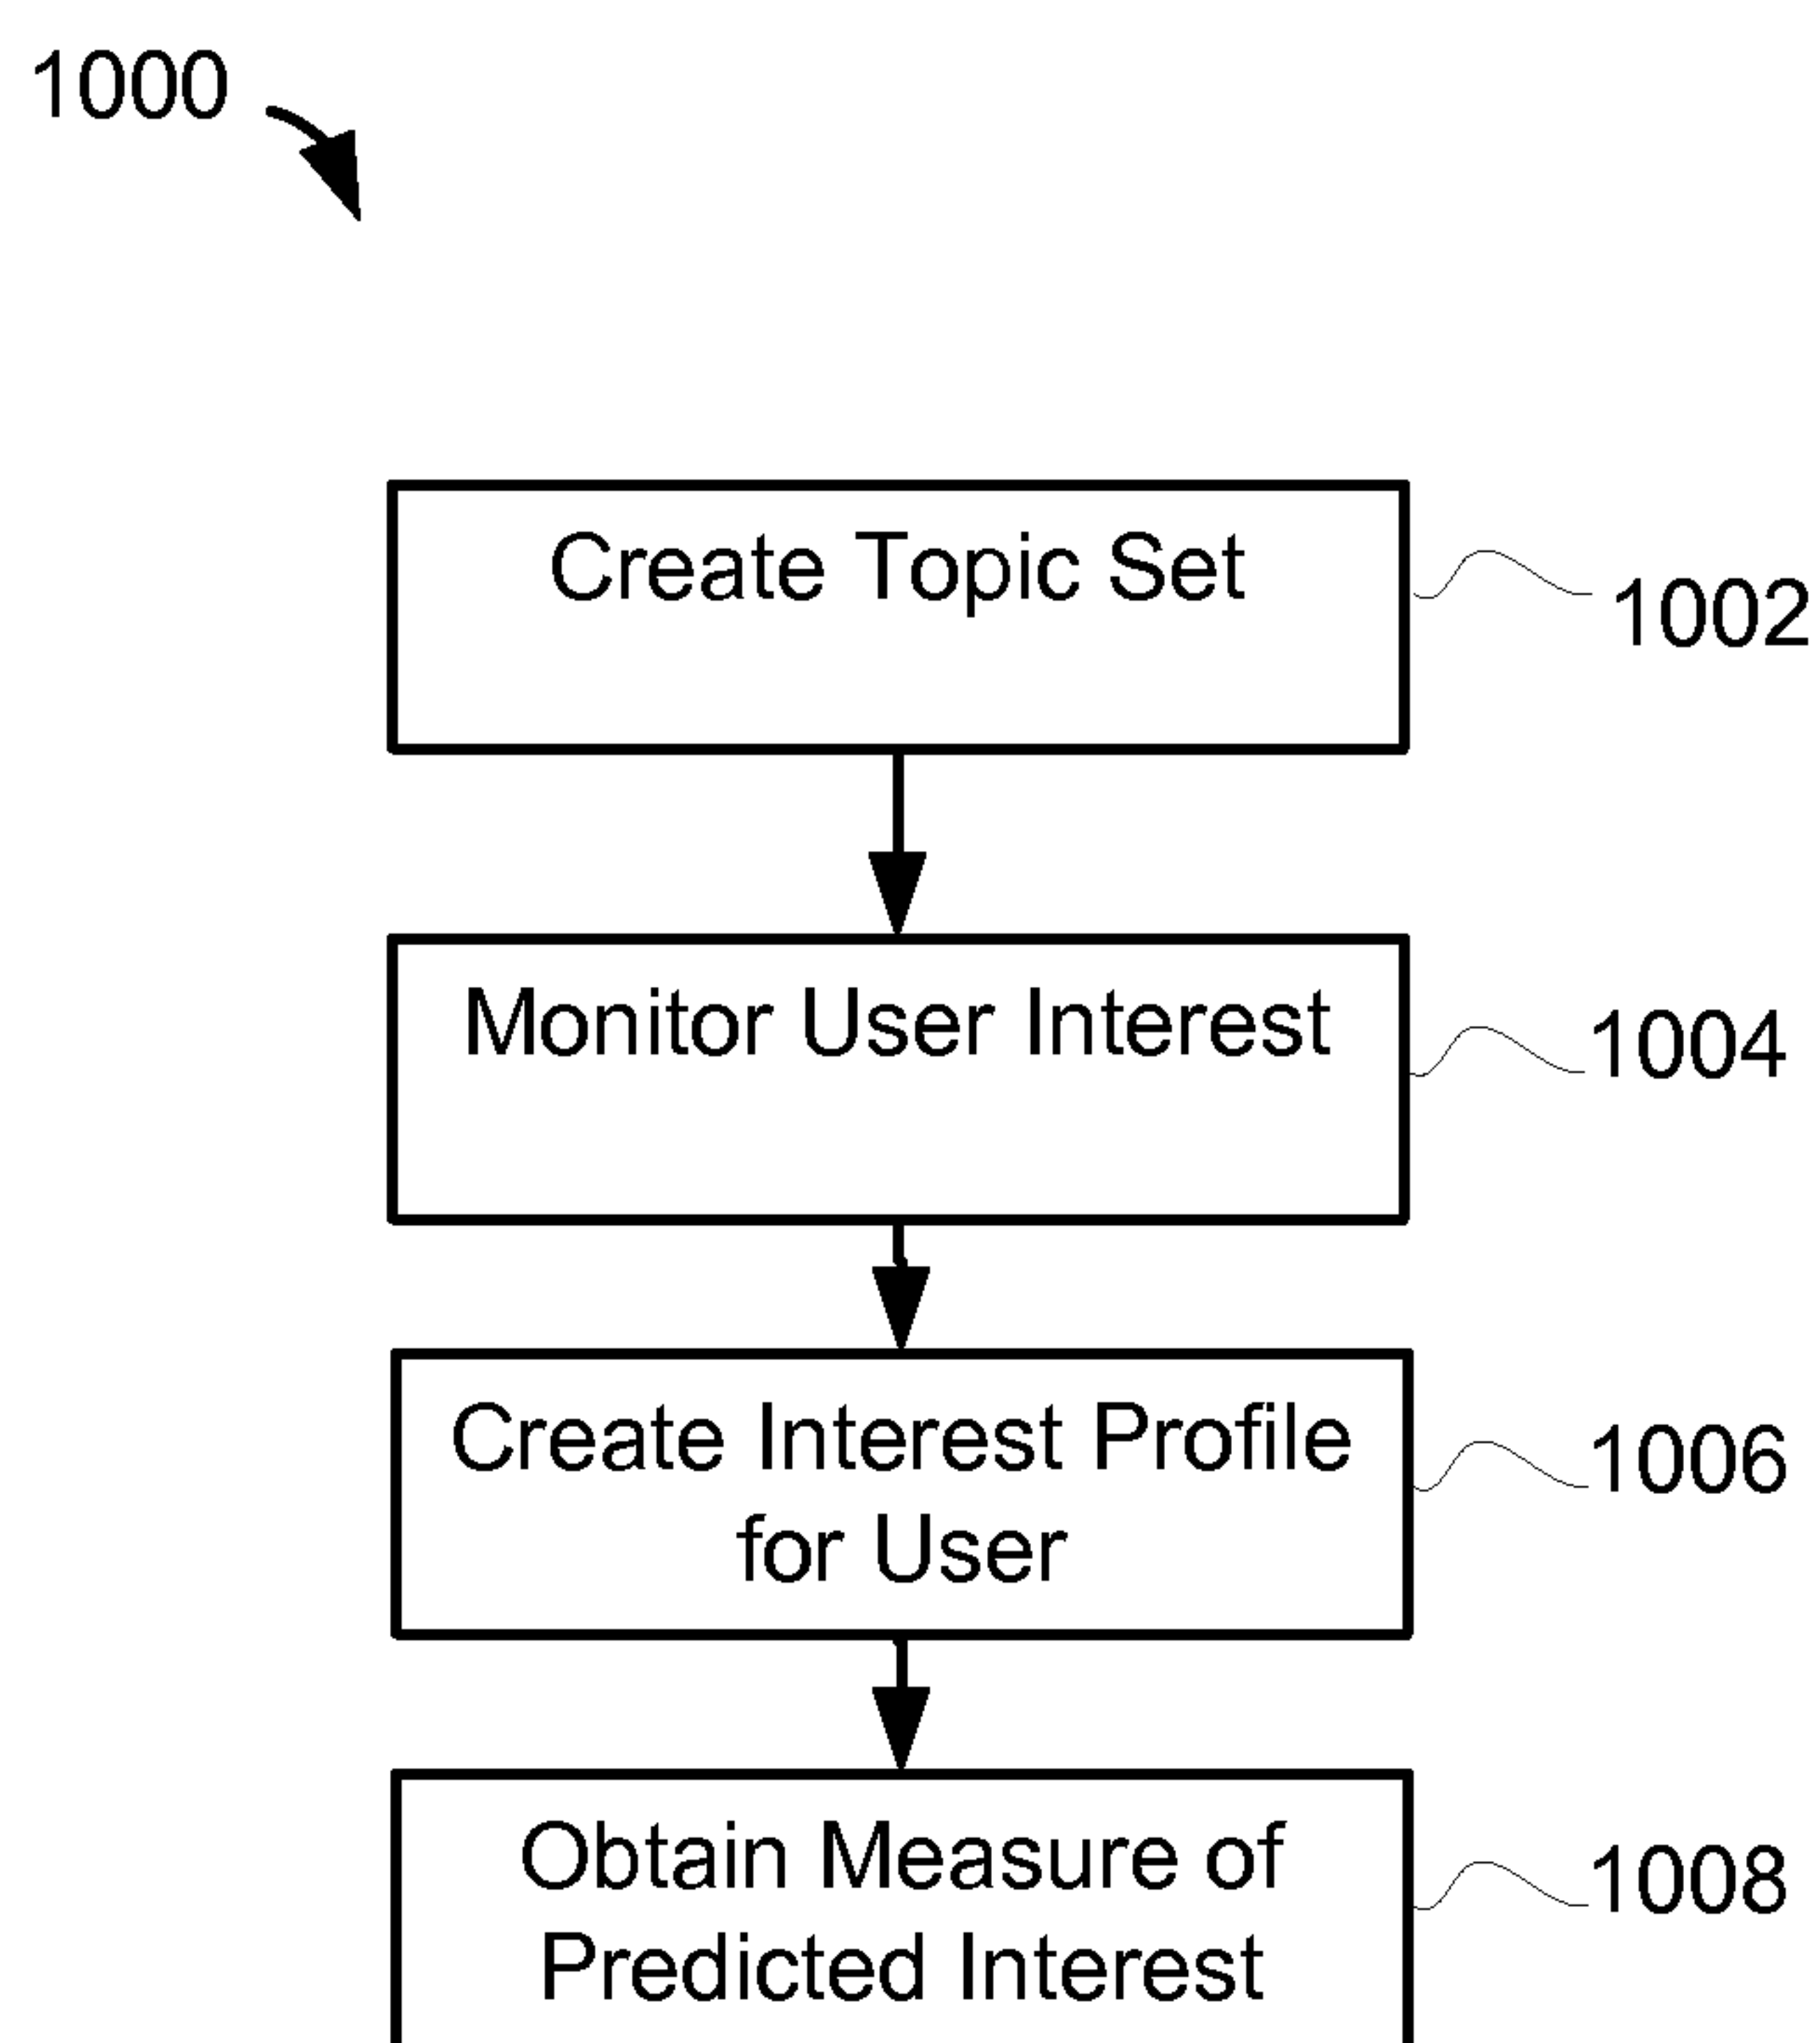 1000
Create Topic Set
1002
Monitor User Interest
1004
Create Interest Profile
for User
1006
Obtain Measure of
Predicted Interest
1008